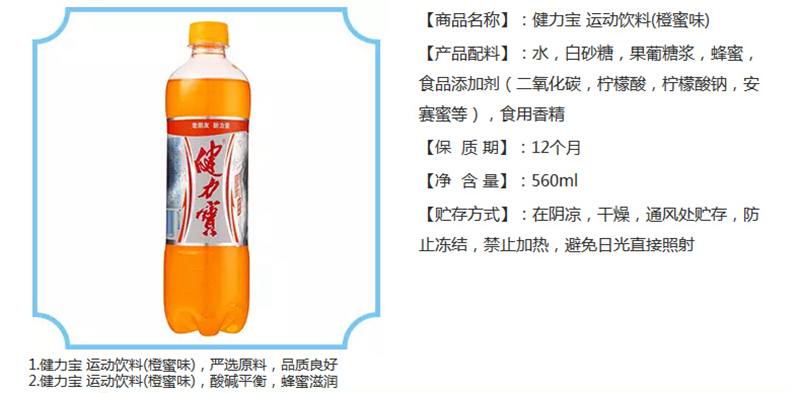 老朋友 新力量
健力寶
1.健力宝 运动饮料(橙蜜味)，严选原料，品质良好
2.健力宝 运动饮料(橙蜜味)，酸碱平衡，蜂蜜滋润
【商品名称】：健力宝 运动饮料(橙蜜味)
【产品配料】：水，白砂糖，果葡糖浆，蜂蜜，
食品添加剂（二氧化碳，柠檬酸，柠檬酸钠，安
赛蜜等），食用香精
【保 质 期】：12个月
【净 含 量】：560ml
【贮存方式】：在阴凉，干燥，通风处贮存，防
止冻结，禁止加热，避免日光直接照射